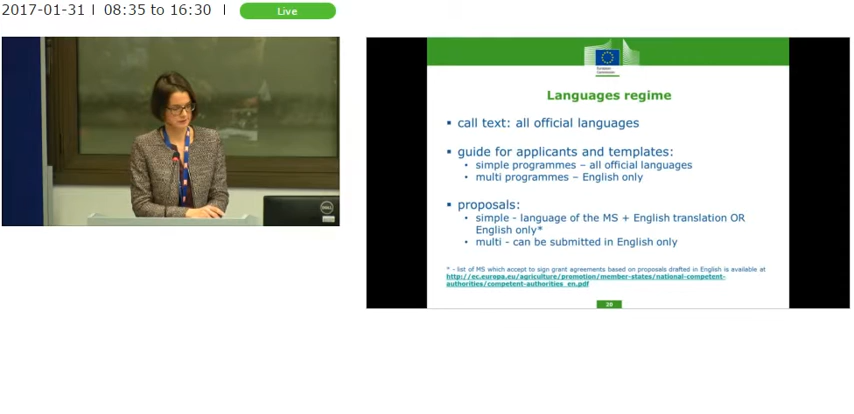 2017-01-31 | 08:35 to 16:30 |
Live
DELL
European
Commission
Languages regime
▪ call text: all official languages
▪ guide for applicants and templates:
• simple programmes – all official languages
• multi programmes – English only
▪ proposals:
• simple - language of the MS + English translation OR
English only*
• multi - can be submitted in English only
* - list of MS which accept to sign grant agreements based on proposals drafted in English is available at
http://ec.europa.eu/agriculture/promotion/member-states/national-competent-
authorities/competent-authorities_en.pdf
20